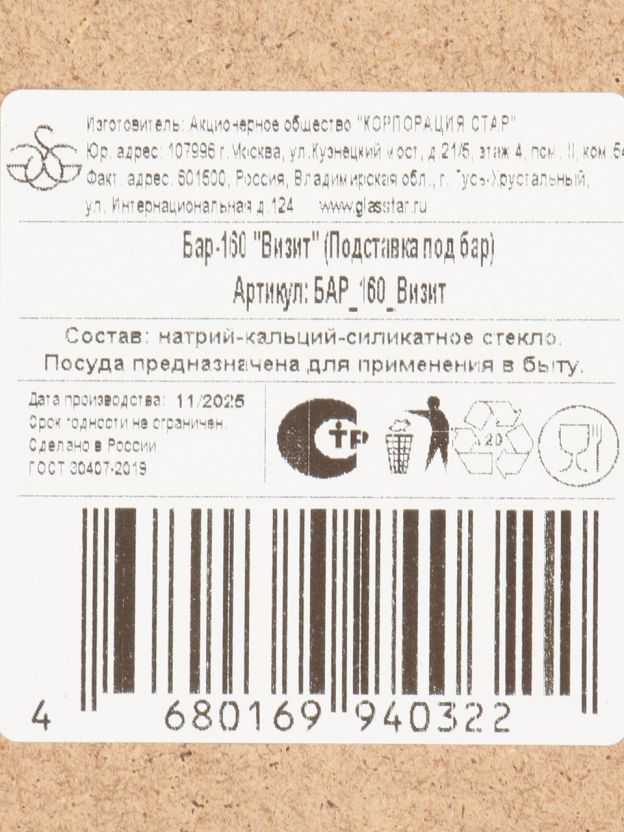 Изготовитель: Акционерное общество "КОРПОРАЦИЯ СТАР"
Юр. адрес: 107996 г.Москва, ул.Кузнецкий мост, д.21/5, этаж 4, пом. II, ком.54
Факт. адрес: 601500, Россия, Владимирская обл., г. Гусь-Хрустальный,
ул. Интернациональная д.124 www.glasstar.ru
Бар-160 "Визит" (Подставка под бар)
Артикул: БАР_160_Визит
Состав: натрий-кальций-силикатное стекло.
Посуда предназначена для применения в быту.
Дата производства: 11/2025
Срок годности не ограничен.
Сделано в России
ГОСТ 30407-2019
СТР
20
4 680169 940322